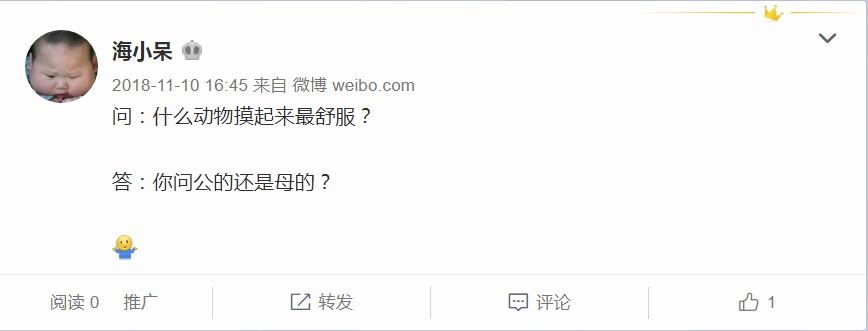 海小呆
2018-11-10 16:45 来自 微博 weibo.com
问：什么动物摸起来最舒服？
答：你问公的还是母的？
阅读 0 推广 转发 评论 1